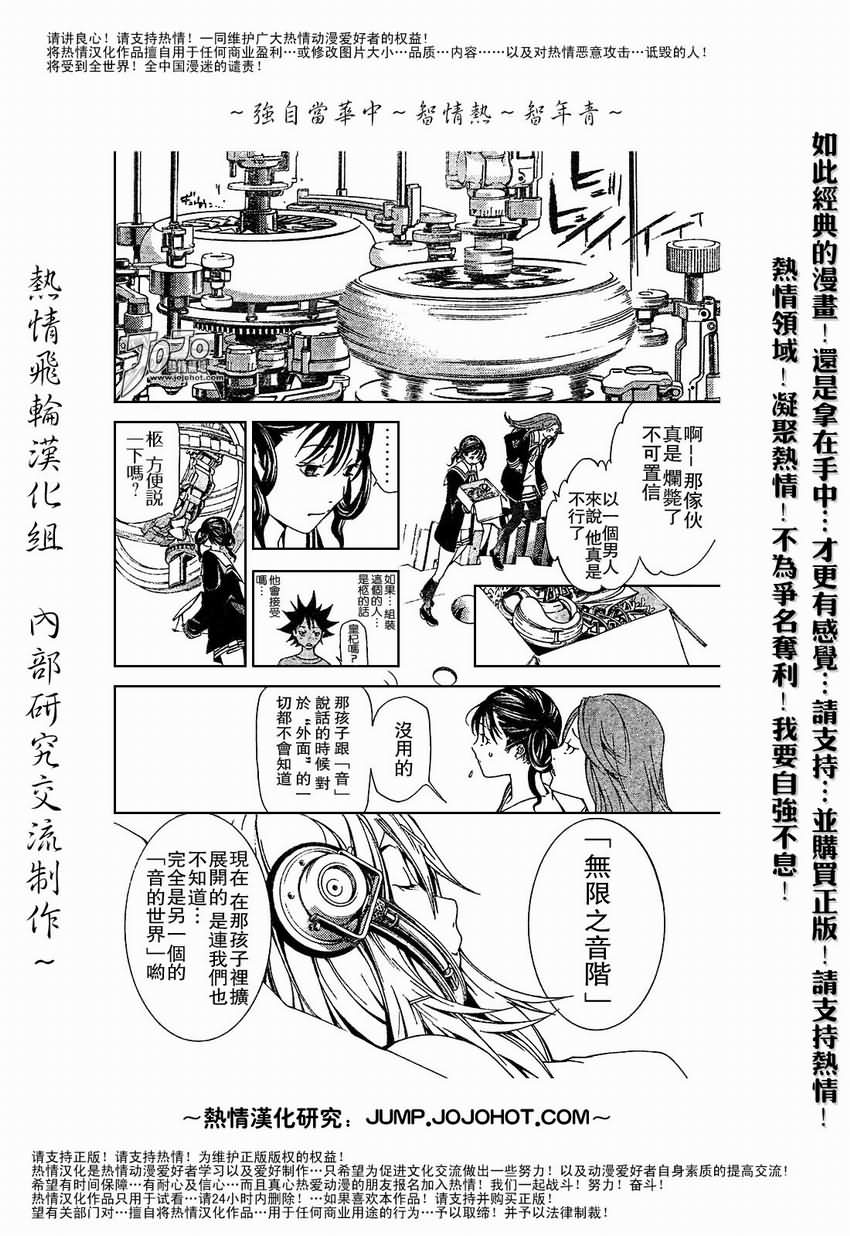 请讲良心！请支持热情！一同维护广大热情动漫爱好者的权益！
将热情汉化作品擅自用于任何商业盈利…或修改图片大小…品质…内容……以及对热情恶意攻击…诋毁的人！
将受到全世界！全中国漫迷的谴责！
～強自當華中～智情熱～智年青～
如此經典的漫畫！還是拿在手中…才更有感覺…請支持…並購買正版！請支持熱情！
熱情領域！凝聚熱情！不為爭名奪利！我要自強不息！
熱情飛輪漢化組　內部研究交流制作～
JOJO
www.jojohot.com
啊── 那傢伙
真是 爛斃了
不可置信
以一個男人
來說 他真是
不行了
………
柩 方便說
一下嗎？
如果…組裝
這個的人…
是柩的話
皇杞嗎？
他會接受
嗎…
沒用的
那孩子跟「音」
說話的時候 對
於“外面”的一
切都不會知道
「無限之音階」
現在 在那孩子裡擴
展開的 是連我們也
不知道…
完全是另一個的
「音的世界」喲
～熱情漢化研究：JUMP.JOJOHOT.COM～
请支持正版！请支持热情！为维护正版版权的权益！
热情汉化是热情动漫爱好者学习以及爱好制作…只希望为促进文化交流做出一些努力！以及动漫爱好者自身素质的提高交流！
希望有时间保障…有耐心及信心…而且真心热爱动漫的朋友报名加入热情！我们一起战斗！努力！奋斗！
热情汉化作品只用于试看…请24小时内删除！…如果喜欢本作品！请支持并购买正版！
望有关部门对…擅自将热情汉化作品…用于任何商业用途的行为…予以取缔！并予以法律制裁！